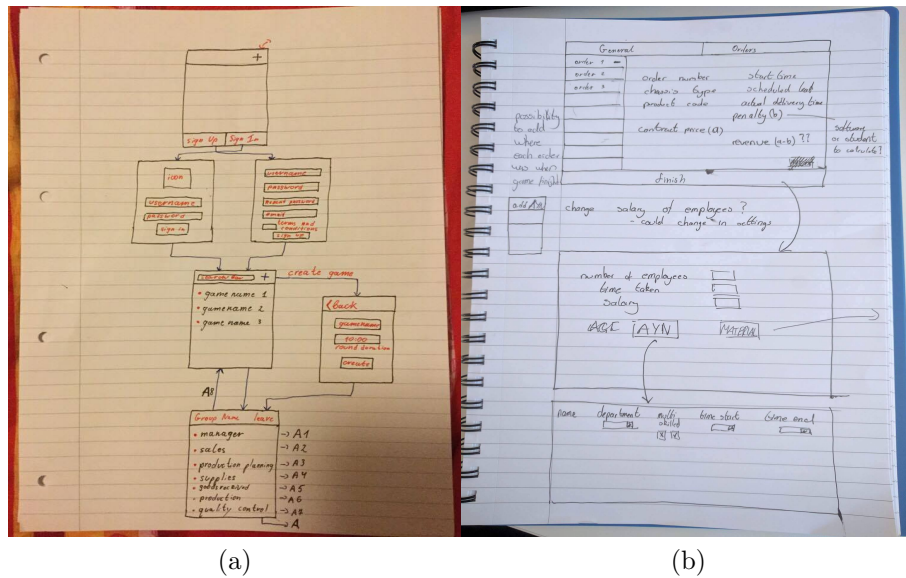 +
sign Up
Sign In
icon
username
password
sign in
username
password
repeat password
email
terms and
conditions
sign up
+
create game
game name 1
gamename 2
game name 3
back
gamename
10:00
round duration
create
A8
Group Name leave
manager → A1
sales → A2
production planning → A3
supplies → A4
goods received → A5
production → A6
quality control → A8
→ A
(a)
General Orders
order 1 -
order 2
order 3
order number start time
chassis type scheduled
product code actual delivery time
penalty (b)
contract price (a)
revenue (a-b) ??
software
or student
to calculate?
possibility
to add
where
each order
was when
game
finish
add
change salary of employees ?
- could change in settings
number of employees
time taken
salary
AYN
MATERIAL
name department multi
skilled time start time end
(b)